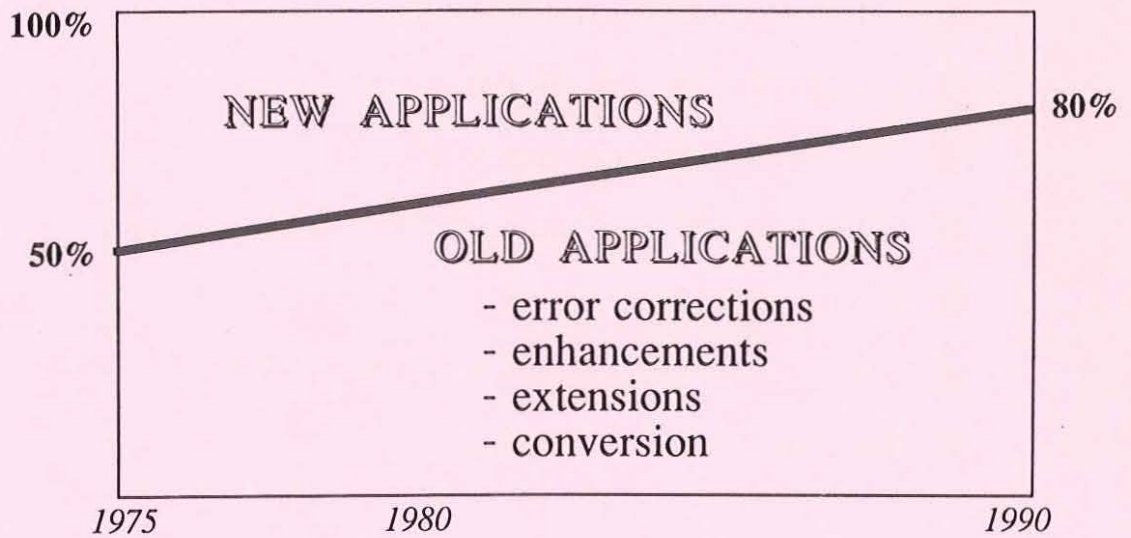 100%
NEW APPLICATIONS
80%
50%
OLD APPLICATIONS
- error corrections
- enhancements
- extensions
- conversion
1975
1980
1990